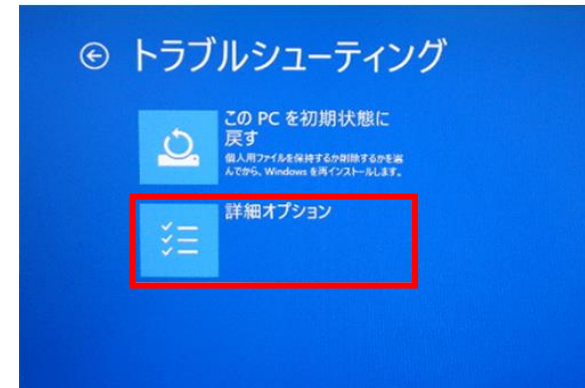 トラブルシューティング
この PC を初期状態に
戻す
個人用ファイルを保持するか削除するかを選
んでから、Windows を再インストールします。
詳細オプション